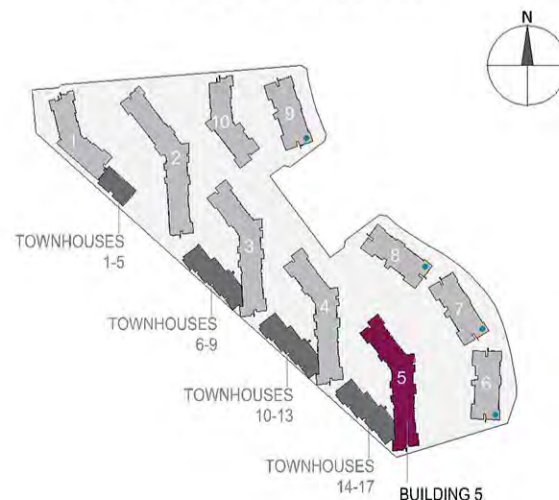 N
9
10
1
2
TOWNHOUSES
1-5
3
8
TOWNHOUSES
6-9
4
7
TOWNHOUSES
10-13
5
6
TOWNHOUSES
14-17
BUILDING 5